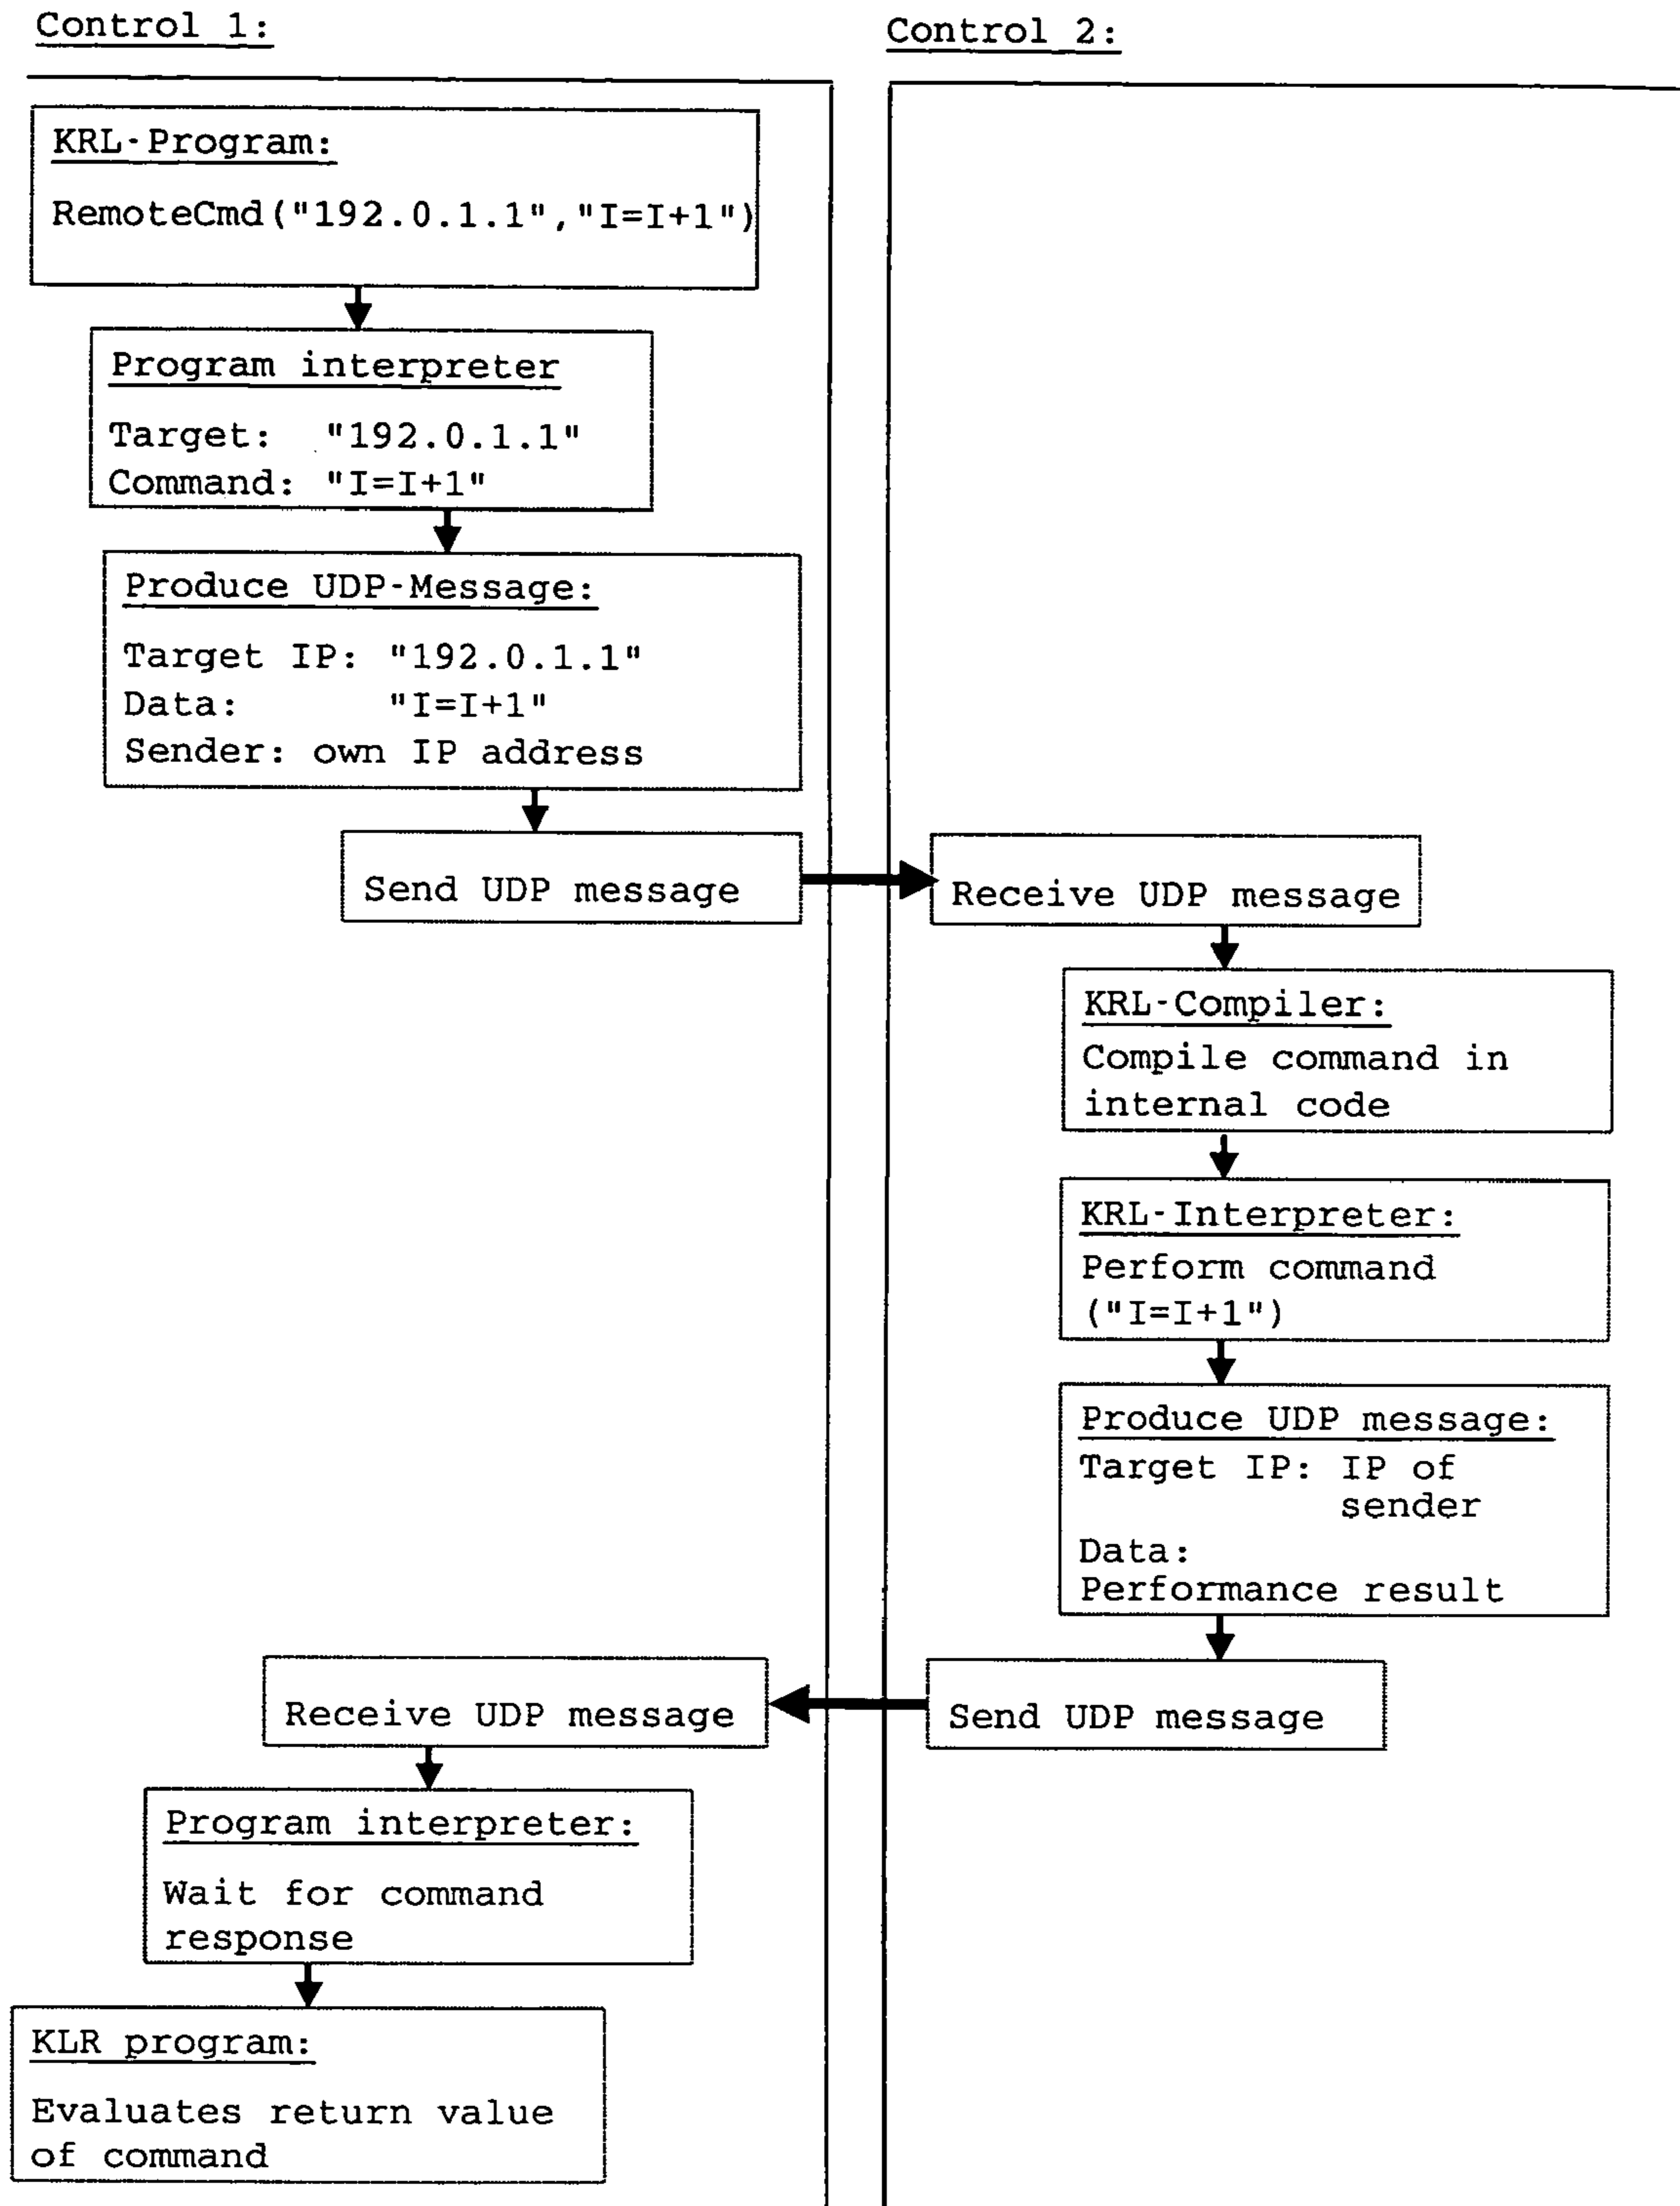 Control 1:
Control 2:
KRL-Program:
RemoteCmd("192.0.1.1","I=I+1")
Program interpreter
Target: "192.0.1.1"
Command: "I=I+1"
Produce UDP-Message:
Target IP: "192.0.1.1"
Data: "I=I+1"
Sender: own IP address
Send UDP message
Receive UDP message
KRL-Compiler:
Compile command in
internal code
KRL-Interpreter:
Perform command
("I=I+1")
Produce UDP message:
Target IP: IP of
sender
Data:
Performance result
Send UDP message
Receive UDP message
Program interpreter:
Wait for command
response
KLR program:
Evaluates return value
of command